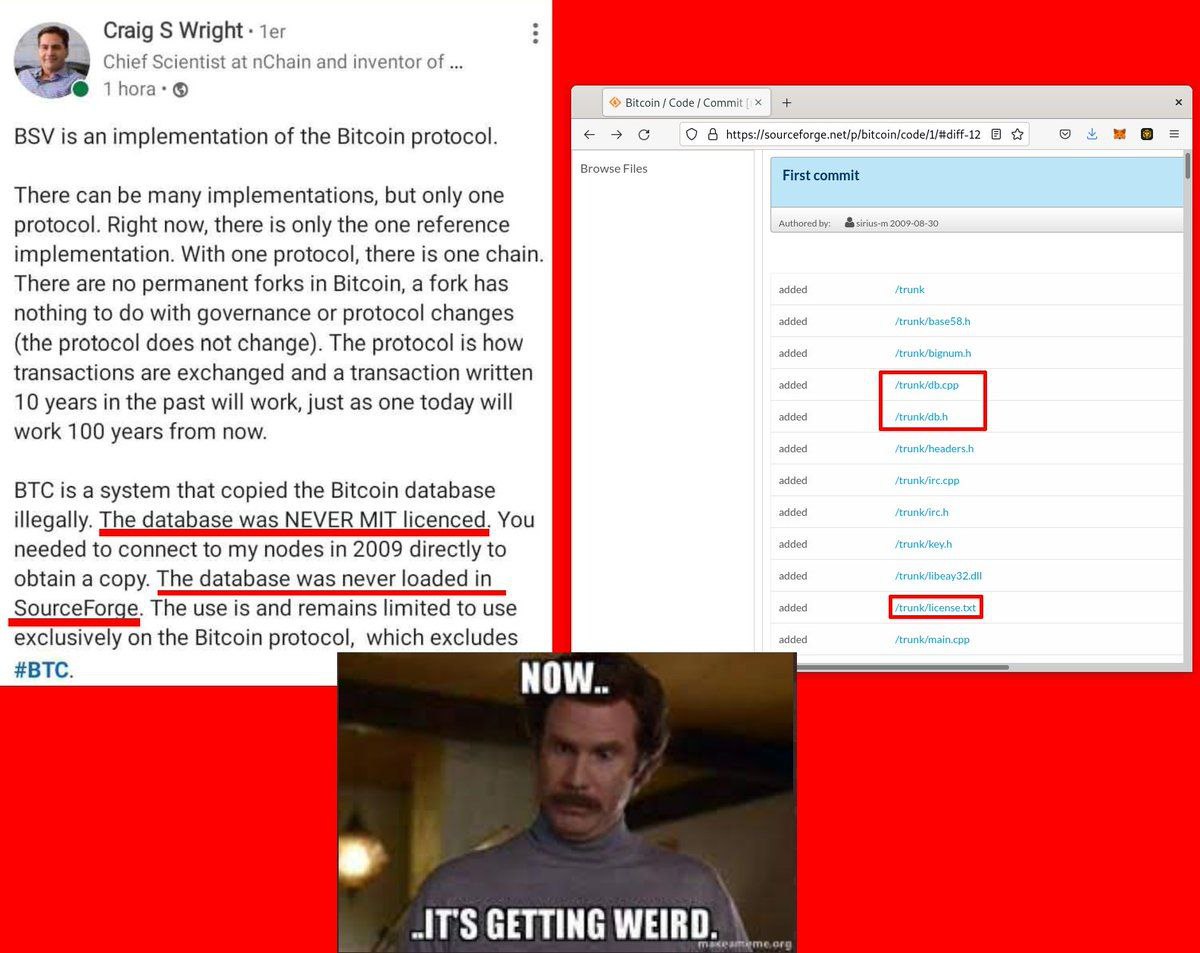 Craig S Wright · 1er
Chief Scientist at nChain and inventor of ...
1 hora ·
BSV is an implementation of the Bitcoin protocol.
There can be many implementations, but only one
protocol. Right now, there is only the one reference
implementation. With one protocol, there is one chain.
There are no permanent forks in Bitcoin, a fork has
nothing to do with governance or protocol changes
(the protocol does not change). The protocol is how
transactions are exchanged and a transaction written
10 years in the past will work, just as one today will
work 100 years from now.
BTC is a system that copied the Bitcoin database
illegally. The database was NEVER MIT licenced. You
needed to connect to my nodes in 2009 directly to
obtain a copy. The database was never loaded in
SourceForge. The use is and remains limited to use
exclusively on the Bitcoin protocol, which excludes
#BTC.
Bitcoin / Code / Commit [
https://sourceforge.net/p/bitcoin/code/1/#diff-12
Browse Files
First commit
Authored by: sirius-m 2009-08-30
added /trunk
added /trunk/base58.h
added /trunk/bignum.h
added /trunk/db.cpp
added /trunk/db.h
added /trunk/headers.h
added /trunk/irc.cpp
added /trunk/irc.h
added /trunk/key.h
added /trunk/libeay32.dll
added /trunk/license.txt
added /trunk/main.cpp
NOW..
..IT'S GETTING WEIRD.
makeameme.org